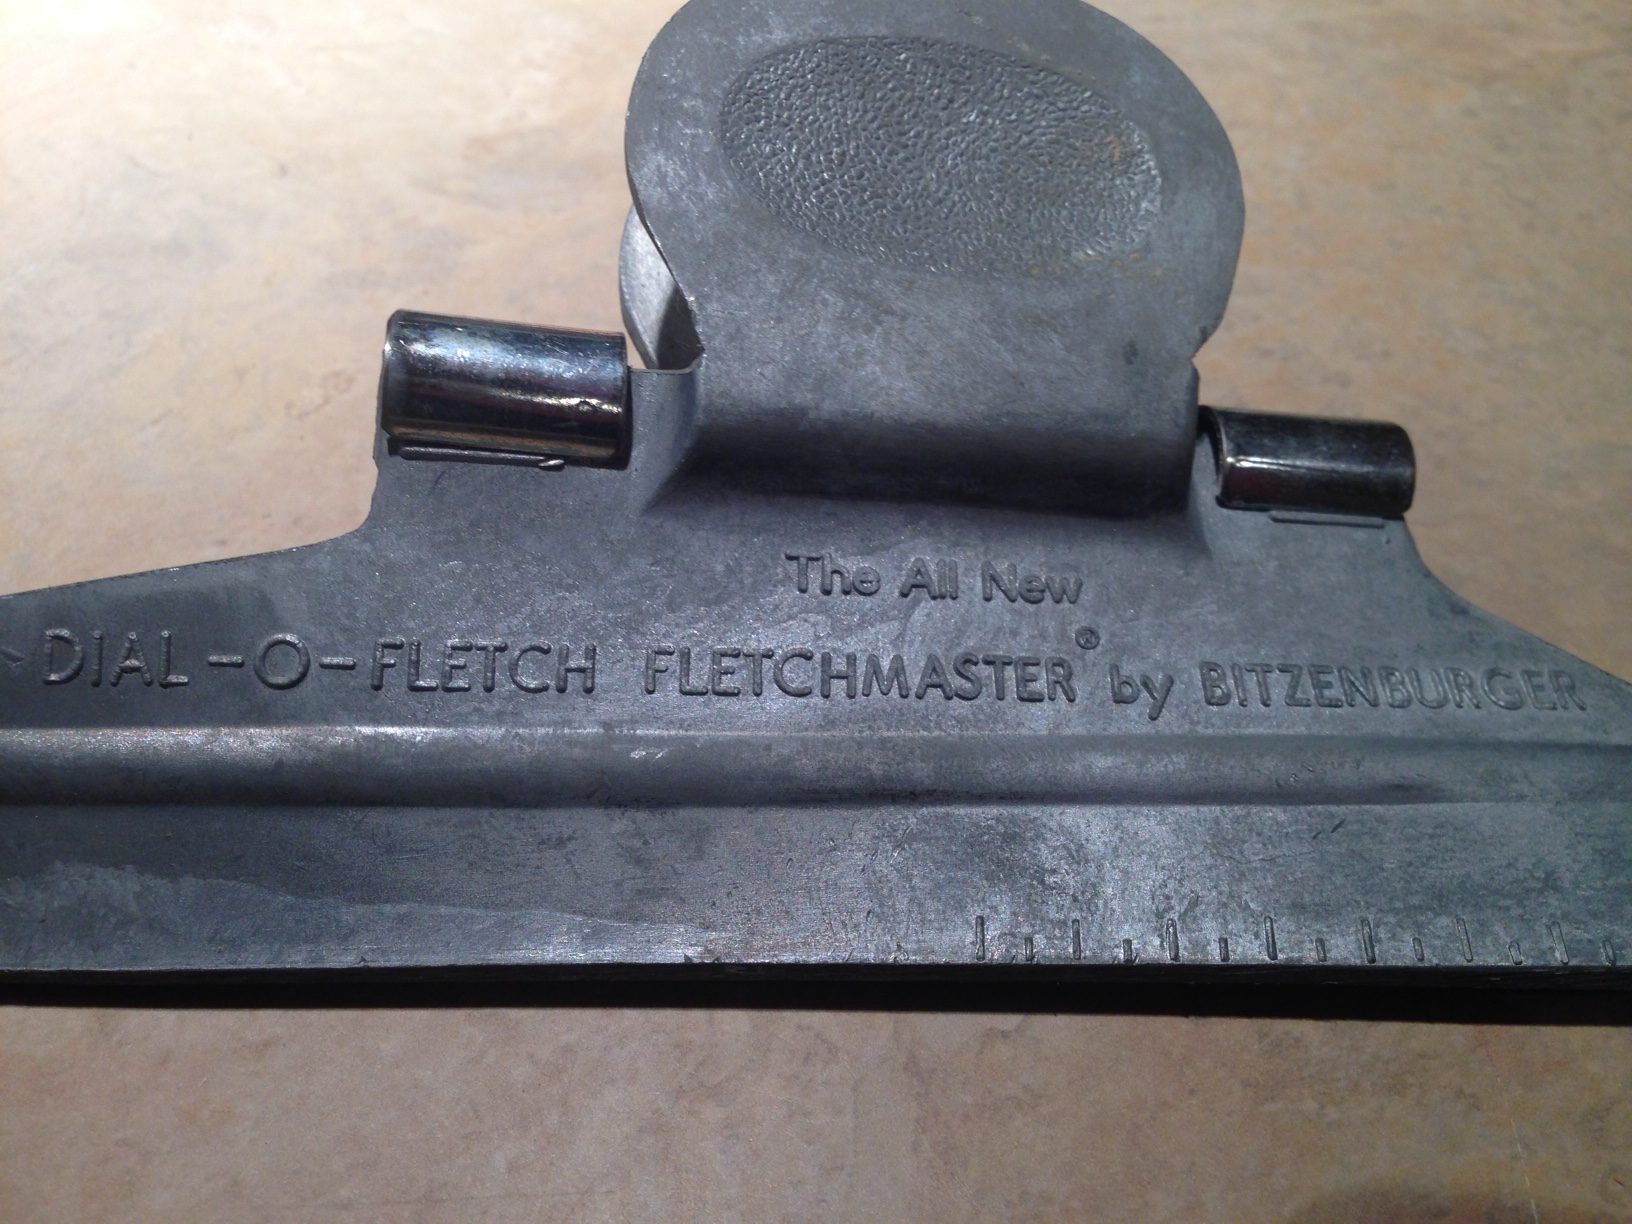 The All New
DIAL-O-FLETCH FLETCHMASTER® by BITZENBURGER